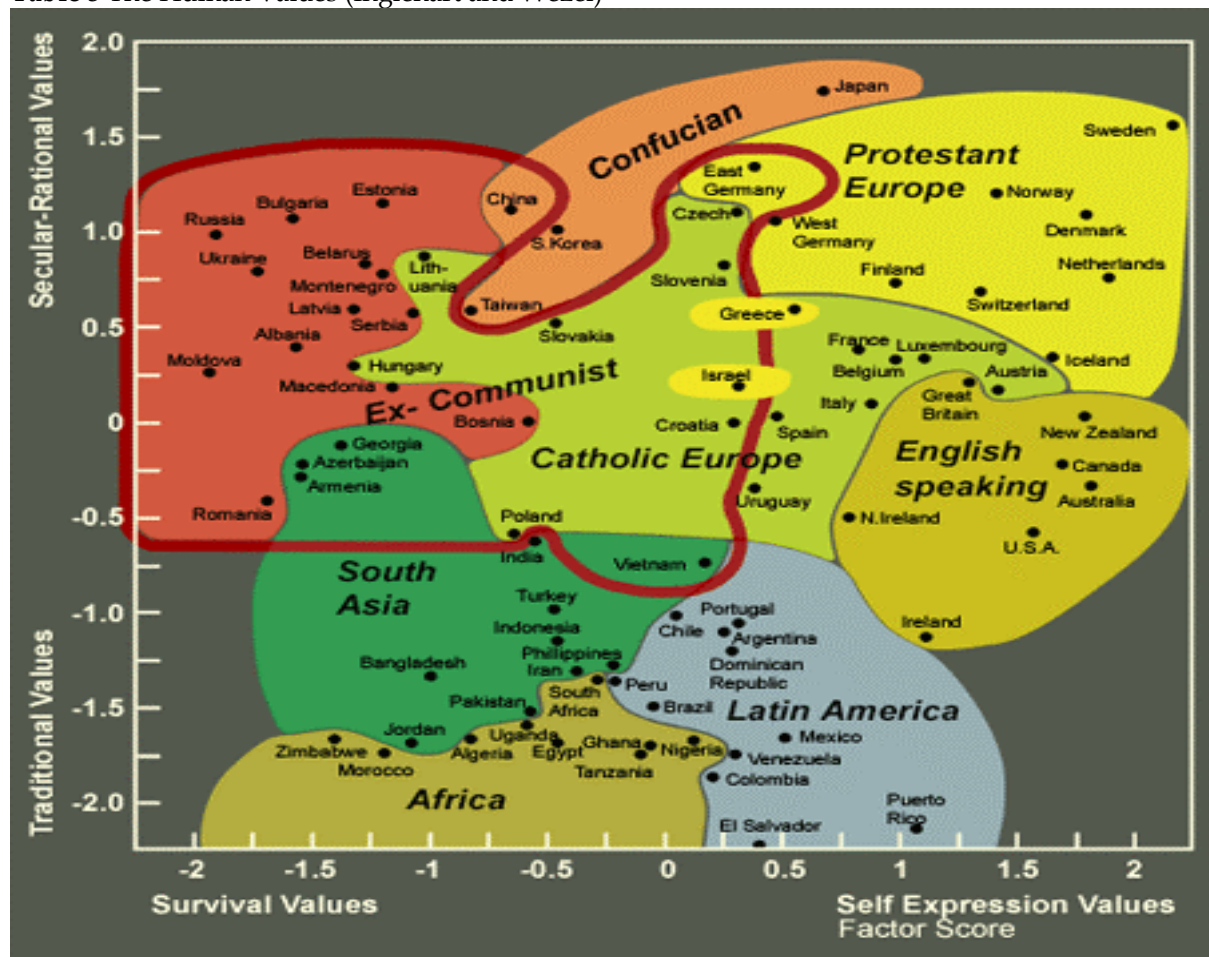 Table 3 The Human Values (Inglehart and Welzel)
Secular-Rational Values
Traditional Values
2.0
1.5
1.0
0.5
0
-0.5
-1.0
-1.5
-2.0
Japan
Confucian
Sweden
Protestant
Europe
East
Germany
Estonia
China
Norway
Bulgaria
Russia
Czech
West
Germany
Denmark
S.Korea
Ukraine
Belarus
Lith-
uania
Montenegro
Slovenia
Finland
Netherlands
Switzerland
Latvia
Serbia
Taiwan
Greece
Albania
Slovakia
France
Luxembourg
Iceland
Moldova
Hungary
Belgium
Austria
Macedonia
Israel
Ex- Communist
Great
Britain
Italy
Bosnia
Croatia
Spain
New Zealand
Georgia
Azerbaijan
Armenia
Catholic Europe
English
speaking
Canada
Australia
Uruguay
Romania
Poland
N.Ireland
U.S.A.
India
Vietnam
South
Asia
Turkey
Portugal
Ireland
Indonesia
Chile
Argentina
Phillippines
Dominican
Republic
Bangladesh
Iran
South
Africa
Peru
Pakistan
Brazil
Latin America
Jordan
Uganda
Mexico
Zimbabwe
Morocco
Algeria
Egypt
Ghana
Nigeria
Venezuela
Tanzania
Colombia
Africa
Puerto
Rico
El Salvador
-2
-1.5
-1
-0.5
0
0.5
1
1.5
2
Survival Values
Self Expression Values
Factor Score